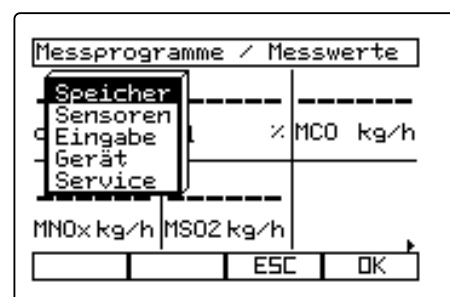 Messprogramme / Messwerte
Speicher
Sensoren
Eingabe
Gerät
Service
% MCO kg/h
MNOx kg/h MSO2 kg/h
ESC OK